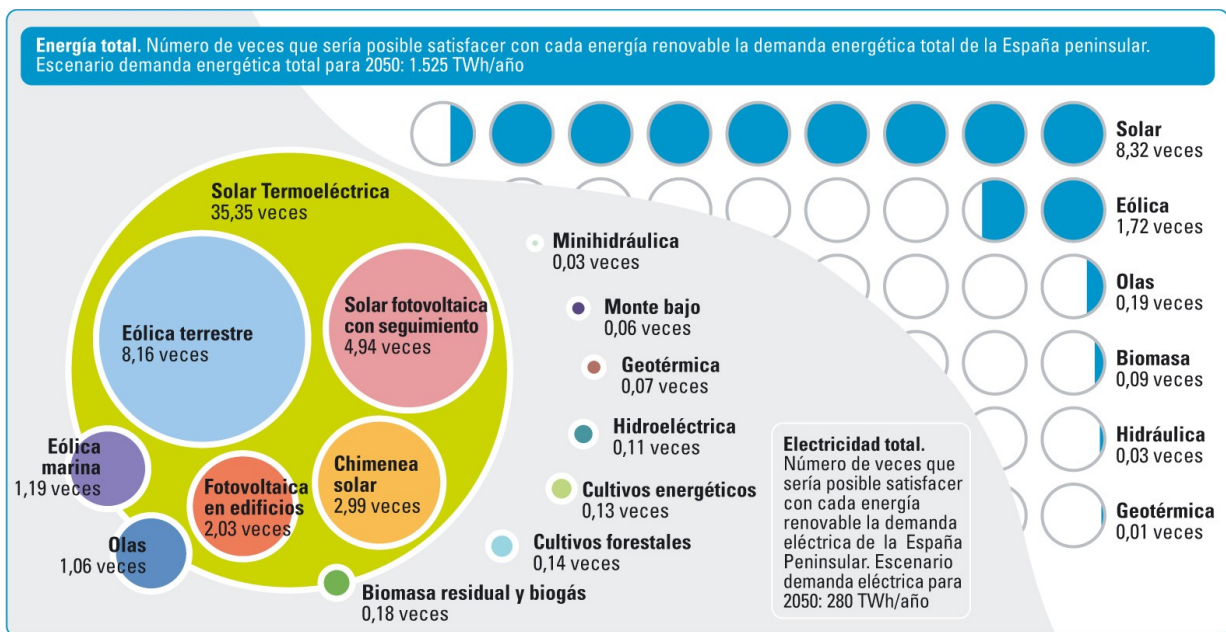 Energía total. Número de veces que sería posible satisfacer con cada energía renovable la demanda energética total de la España peninsular.
Escenario demanda energética total para 2050: 1.525 TWh/año
Solar
8,32 veces
Eólica
1,72 veces
Olas
0,19 veces
Biomasa
0,09 veces
Hidráulica
0,03 veces
Geotérmica
0,01 veces
Solar Termoeléctrica
35,35 veces
Eólica terrestre
8,16 veces
Solar fotovoltaica
con seguimiento
4,94 veces
Eólica
marina
1,19 veces
Fotovoltaica
en edificios
2,03 veces
Chimenea
solar
2,99 veces
Olas
1,06 veces
Biomasa residual y biogás
0,18 veces
Minihidráulica
0,03 veces
Monte bajo
0,06 veces
Geotérmica
0,07 veces
Hidroeléctrica
0,11 veces
Cultivos energéticos
0,13 veces
Cultivos forestales
0,14 veces
Electricidad total.
Número de veces que
sería posible satisfacer
con cada energía
renovable la demanda
eléctrica de la España
Peninsular. Escenario
demanda eléctrica para
2050: 280 TWh/año